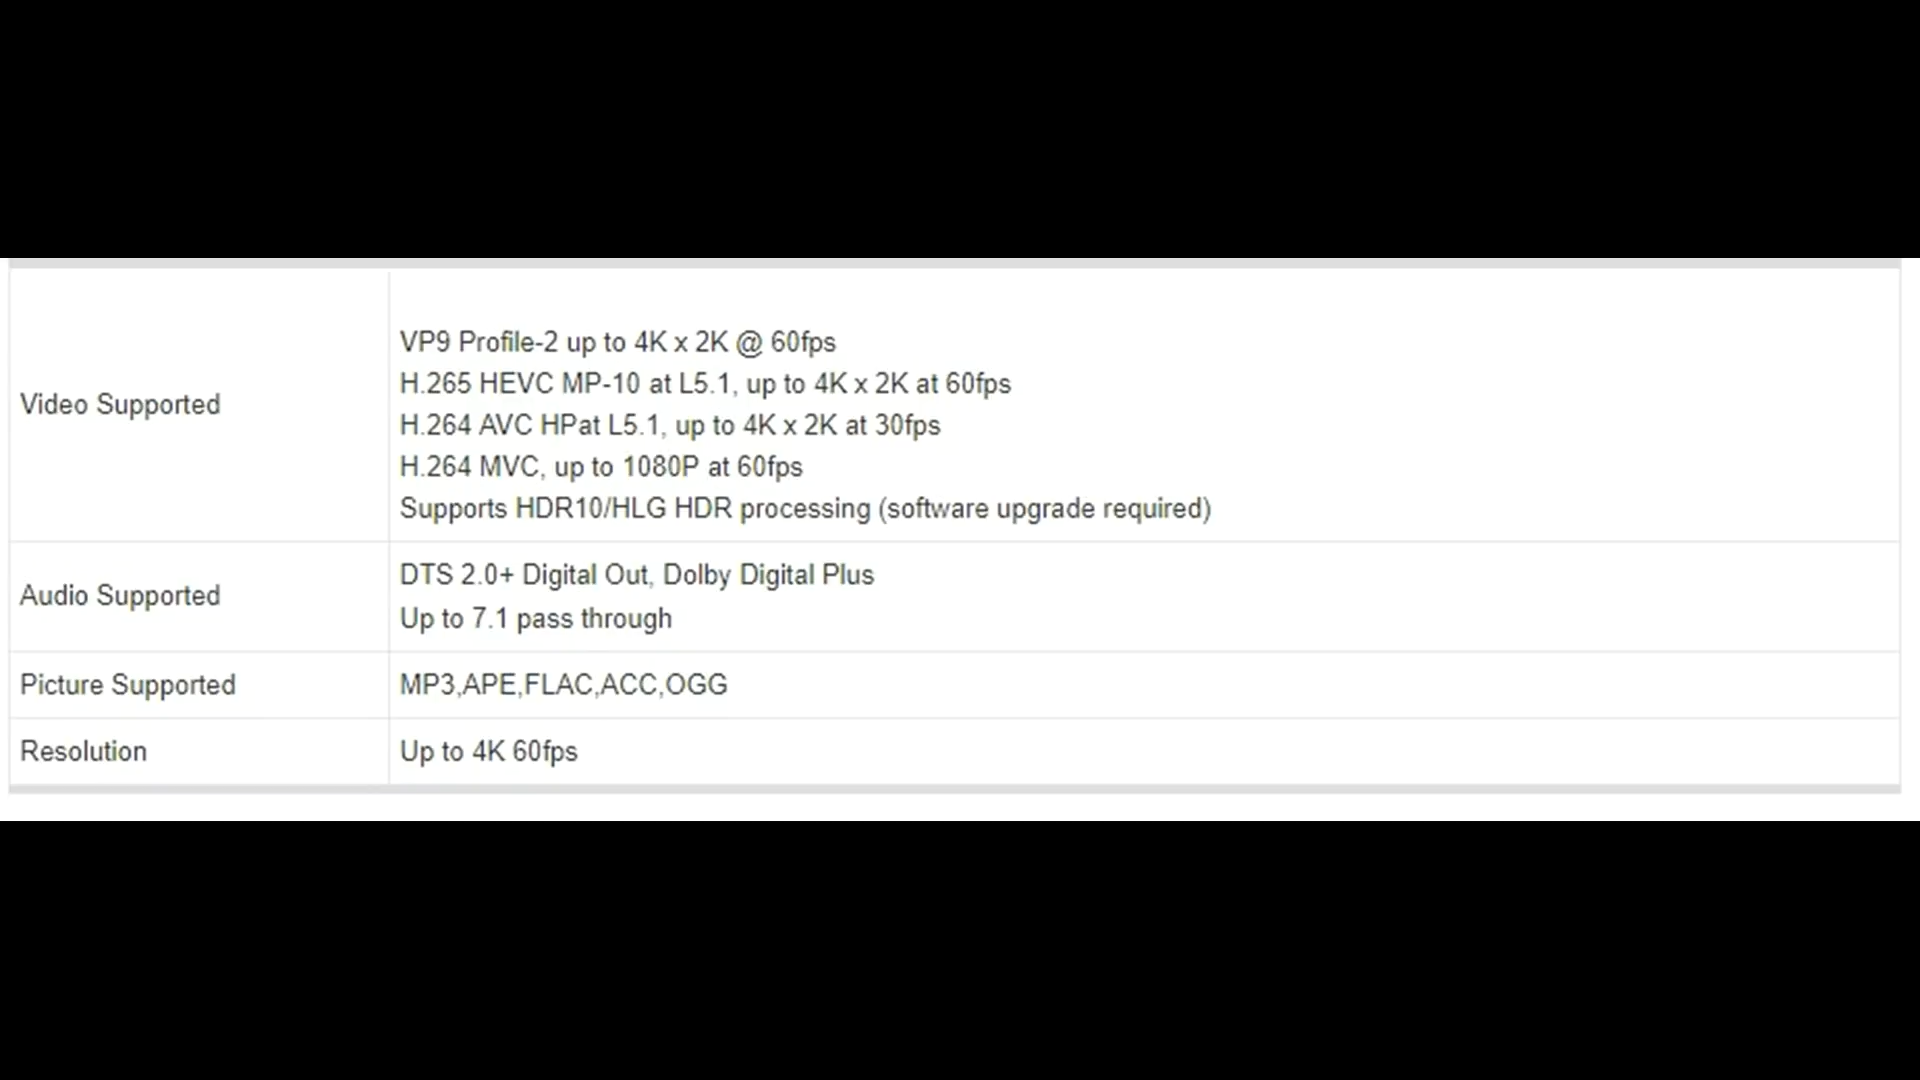 Video Supported
VP9 Profile-2 up to 4K x 2K @ 60fps
H.265 HEVC MP-10 at L5.1, up to 4K x 2K at 60fps
H.264 AVC HPat L5.1, up to 4K x 2K at 30fps
H.264 MVC, up to 1080P at 60fps
Supports HDR10/HLG HDR processing (software upgrade required)
Audio Supported
DTS 2.0+ Digital Out, Dolby Digital Plus
Up to 7.1 pass through
Picture Supported
MP3,APE,FLAC,ACC,OGG
Resolution
Up to 4K 60fps